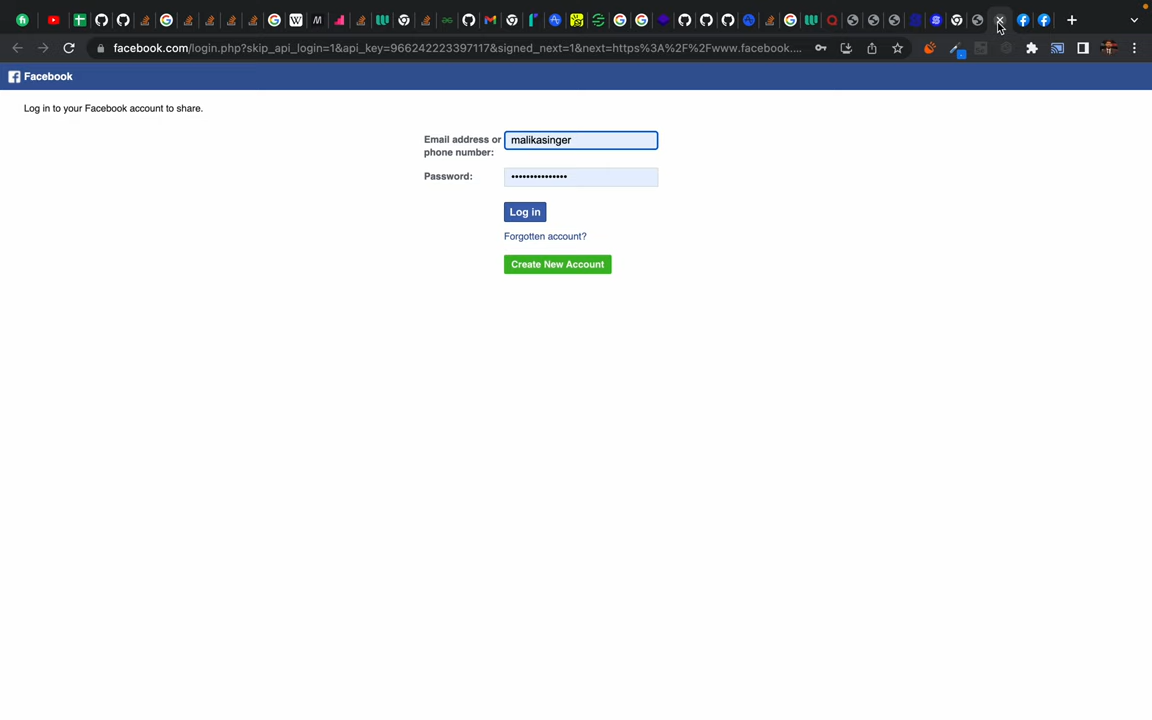 facebook.com/login.php?skip_api_login=1&api_key=966242223397117&signed_next=1&next=https%3A%2F%2Fwww.facebook....
Facebook
Log in to your Facebook account to share.
Email address or
phone number:
malikasinger
Password:
•••••••••••••••
Log in
Forgotten account?
Create New Account